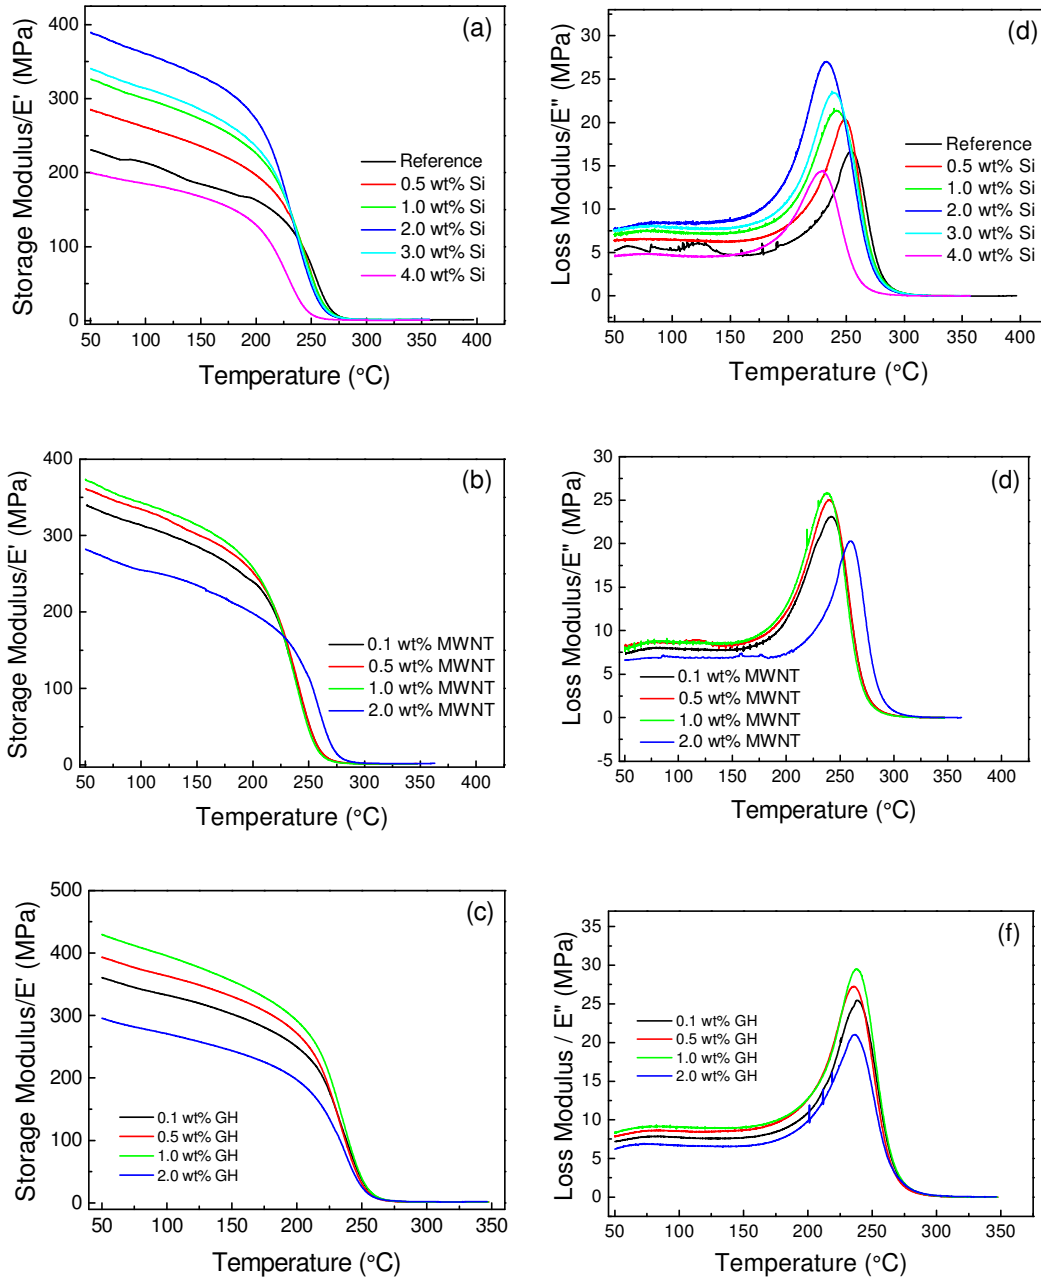 (a)
Storage Modulus/E' (MPa)
400
300
200
100
0
Reference
0.5 wt% Si
1.0 wt% Si
2.0 wt% Si
3.0 wt% Si
4.0 wt% Si
50 100 150 200 250 300 350 400
Temperature (°C)
(d)
Loss Modulus/E" (MPa)
30
25
20
15
10
5
0
Reference
0.5 wt% Si
1.0 wt% Si
2.0 wt% Si
3.0 wt% Si
4.0 wt% Si
50 100 150 200 250 300 350 400
Temperature (°C)
(b)
Storage Modulus/E' (MPa)
400
300
200
100
0
0.1 wt% MWNT
0.5 wt% MWNT
1.0 wt% MWNT
2.0 wt% MWNT
50 100 150 200 250 300 350 400
Temperature (°C)
(d)
Loss Modulus/E" (MPa)
30
25
20
15
10
5
0
-5
0.1 wt% MWNT
0.5 wt% MWNT
1.0 wt% MWNT
2.0 wt% MWNT
50 100 150 200 250 300 350 400
Temperature (°C)
(c)
Storage Modulus/E' (MPa)
500
400
300
200
100
0
0.1 wt% GH
0.5 wt% GH
1.0 wt% GH
2.0 wt% GH
50 100 150 200 250 300 350
Temperature (°C)
(f)
Loss Modulus / E" (MPa)
35
30
25
20
15
10
5
0
0.1 wt% GH
0.5 wt% GH
1.0 wt% GH
2.0 wt% GH
50 100 150 200 250 300 350
Temperature (°C)